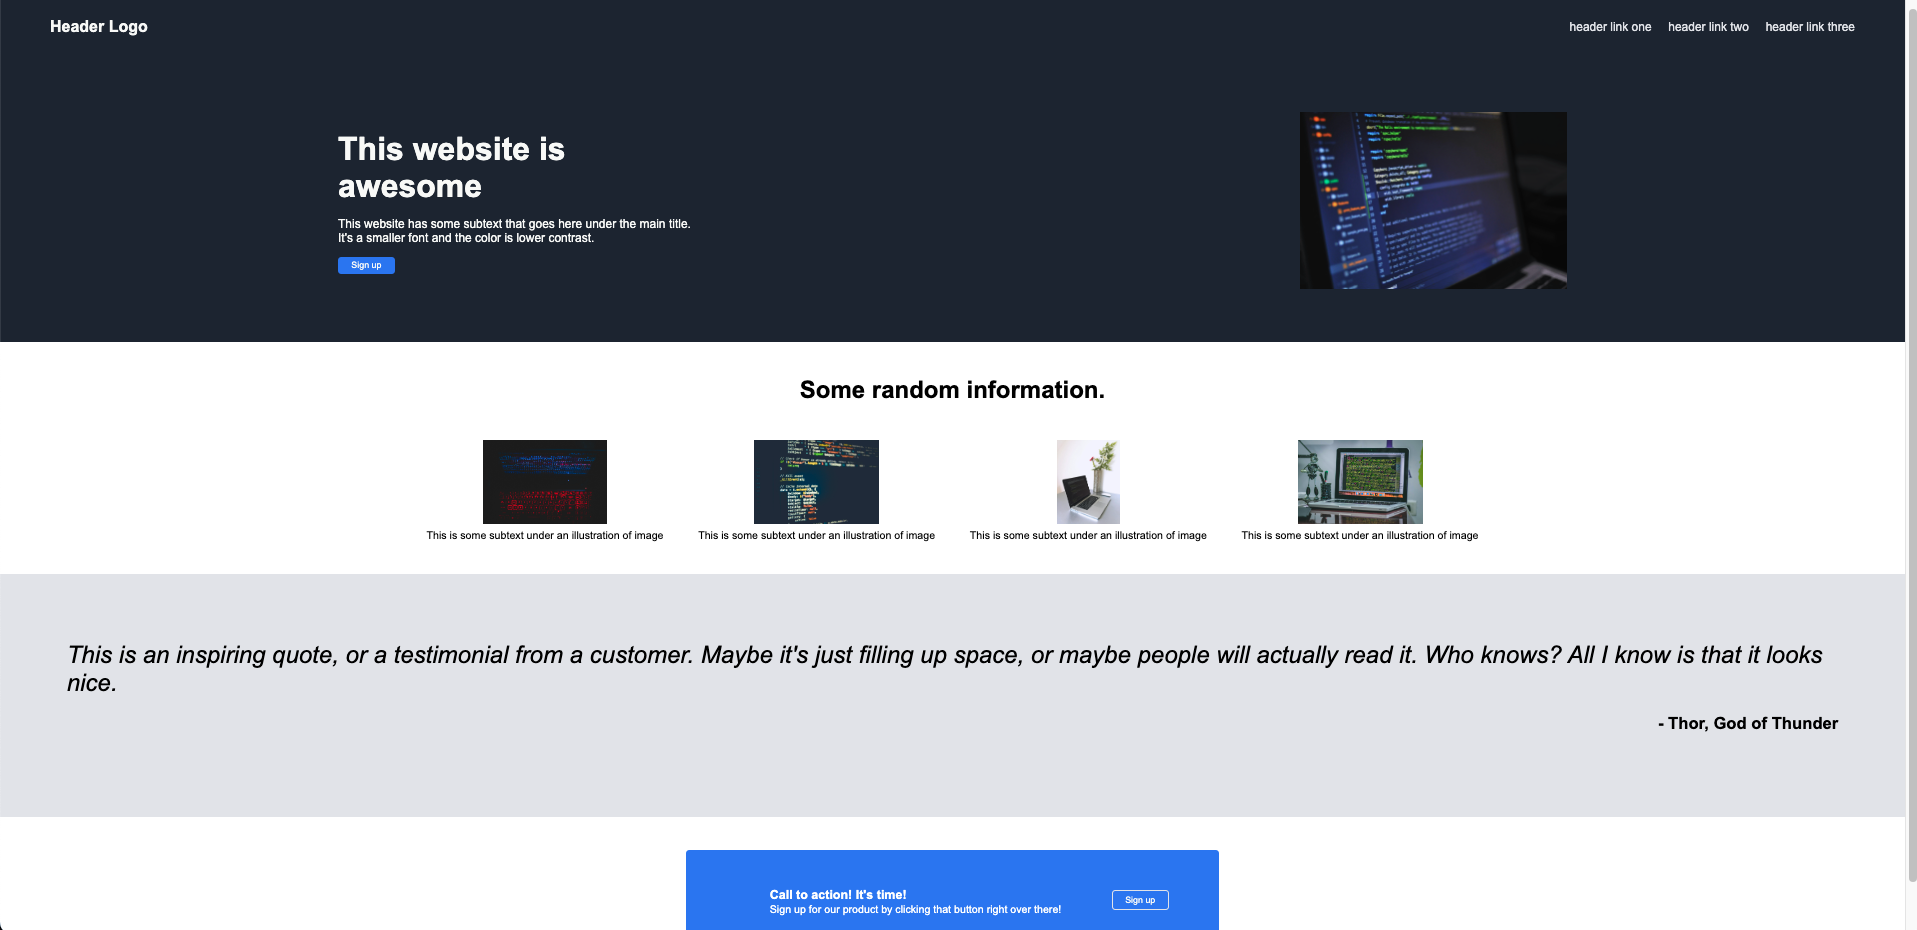 Header Logo
header link one header link two header link three
This website is
awesome
This website has some subtext that goes here under the main title.
It's a smaller font and the color is lower contrast.
Sign up
Some random information.
This is some subtext under an illustration of image
This is some subtext under an illustration of image
This is some subtext under an illustration of image
This is some subtext under an illustration of image
This is an inspiring quote, or a testimonial from a customer. Maybe it's just filling up space, or maybe people will actually read it. Who knows? All I know is that it looks
nice.
- Thor, God of Thunder
Call to action! It's time!
Sign up for our product by clicking that button right over there!
Sign up